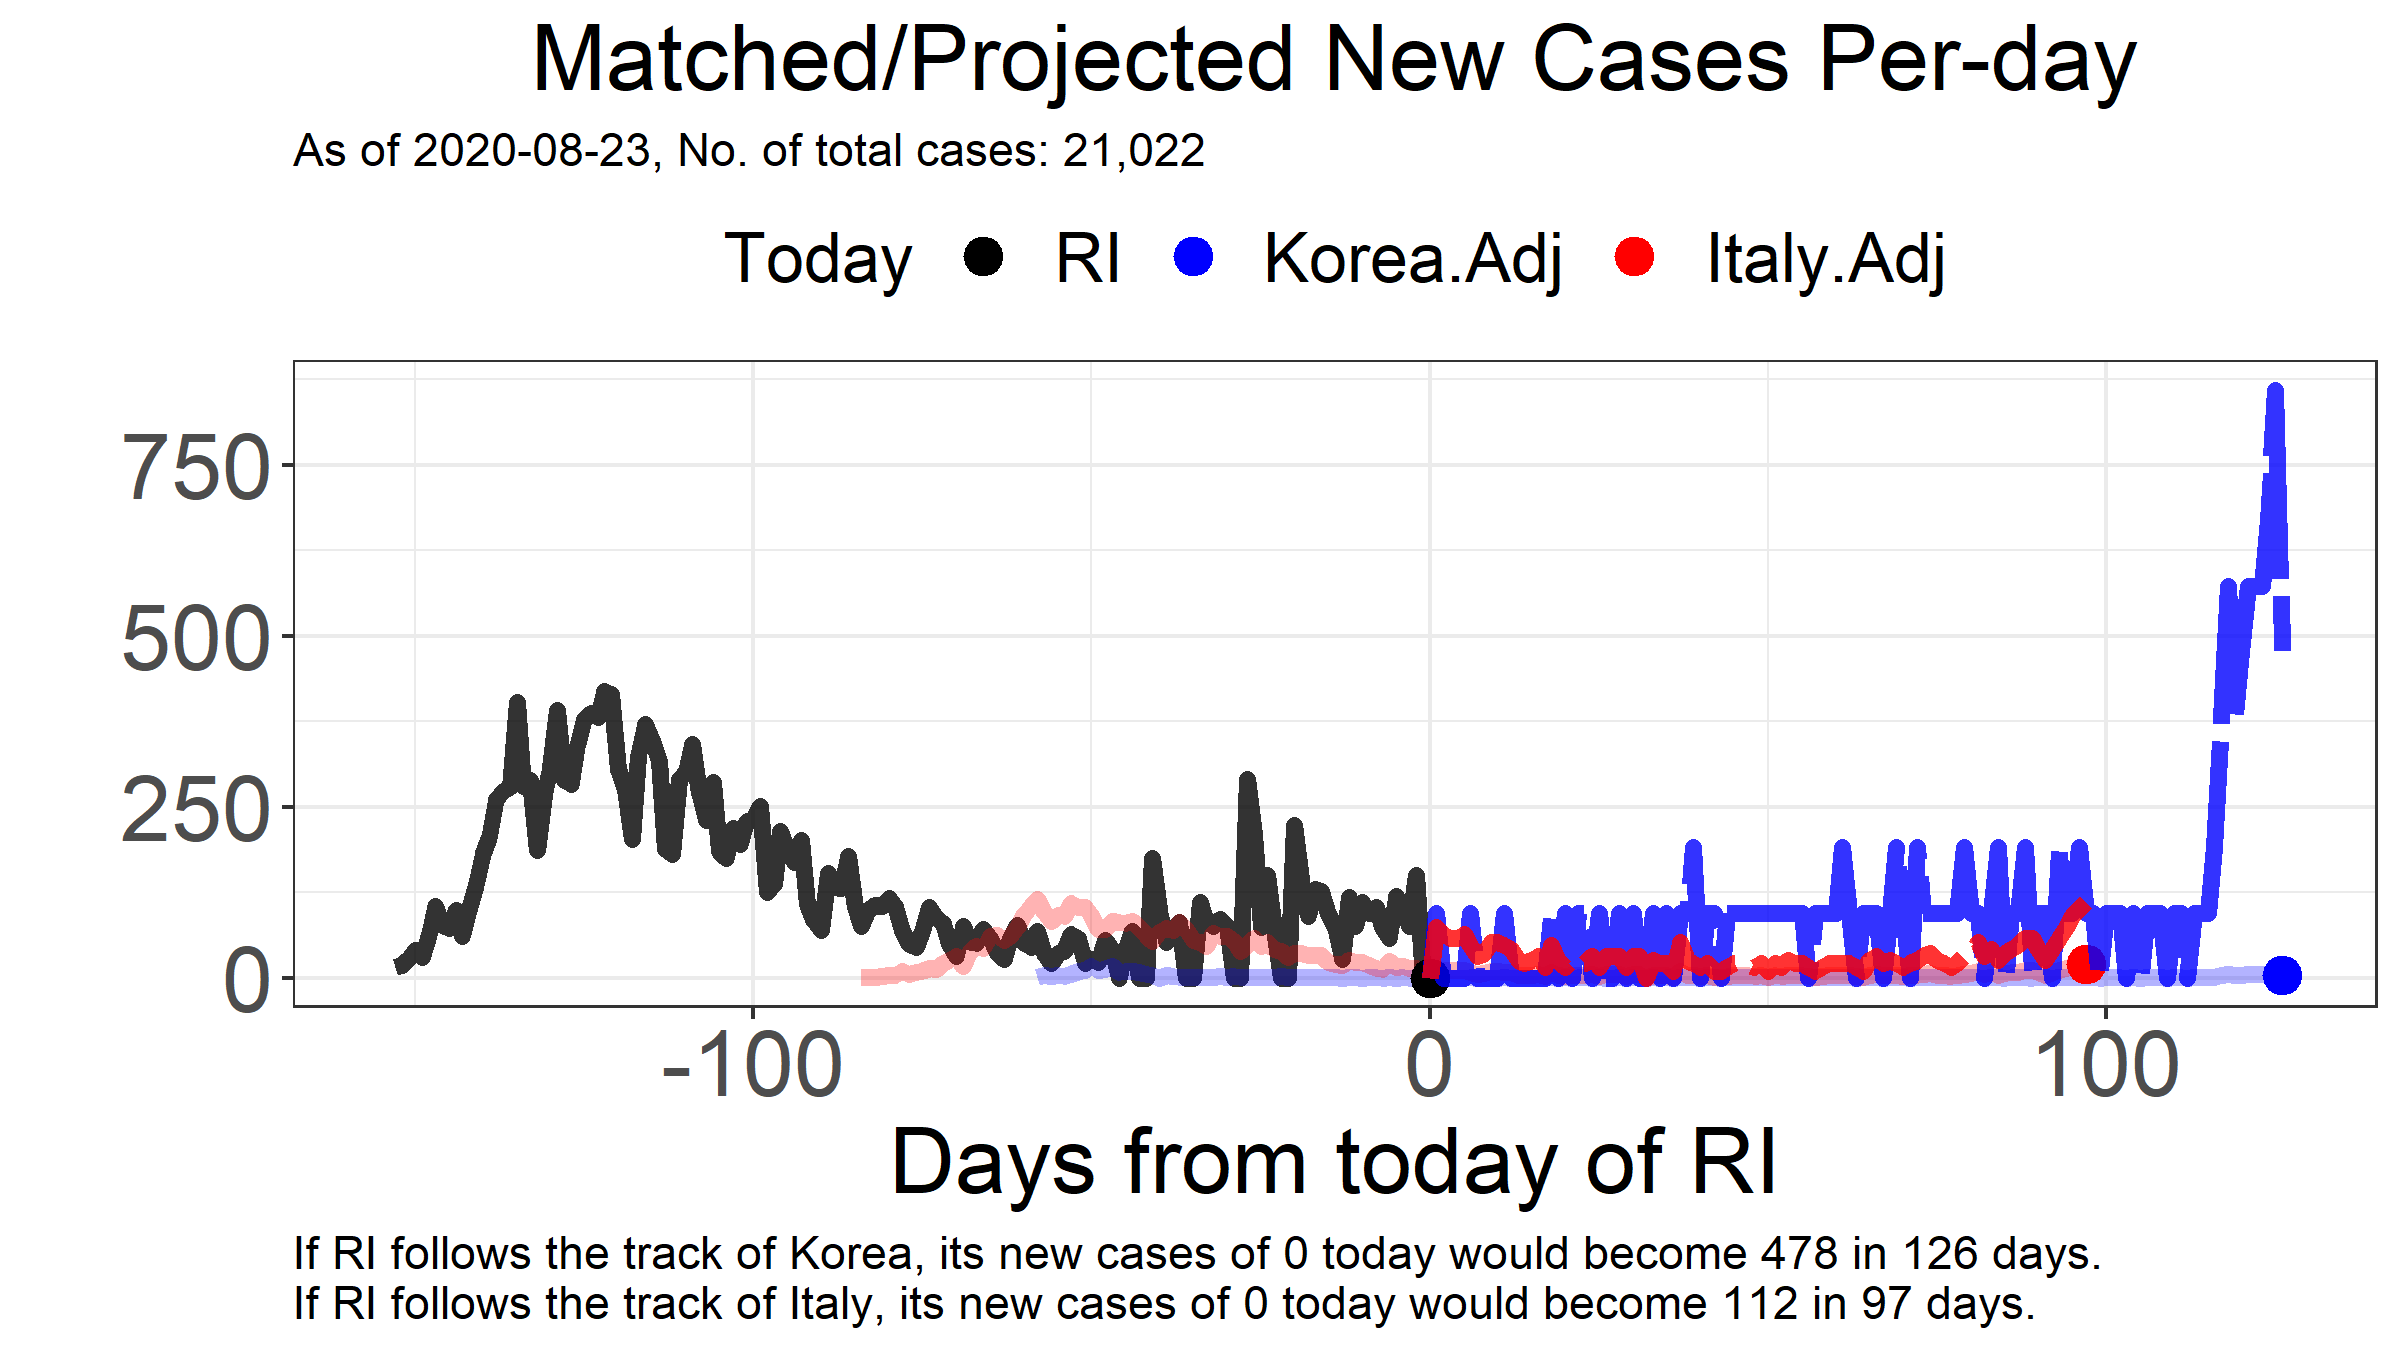 Matched/Projected New Cases Per-day
As of 2020-08-23, No. of total cases: 21,022
Today RI Korea.Adj Italy.Adj
750
500
250
0
-100 0 100
Days from today of RI
If RI follows the track of Korea, its new cases of 0 today would become 478 in 126 days.
If RI follows the track of Italy, its new cases of 0 today would become 112 in 97 days.